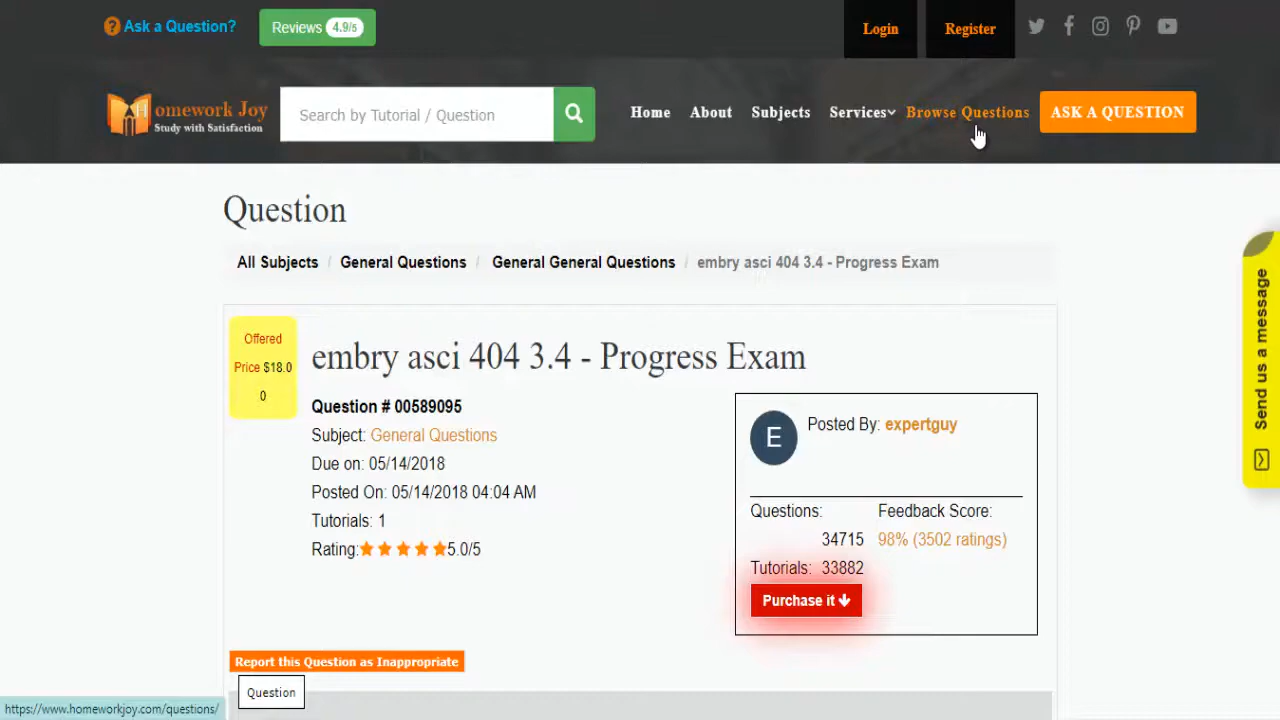 Ask a Question?
Reviews 4.9/5
Login
Register
Homework Joy
Study with Satisfaction
Search by Tutorial / Question
Home
About
Subjects
Services
Browse Questions
ASK A QUESTION
Question
All Subjects / General Questions / General General Questions / embry asci 404 3.4 - Progress Exam
Offered
Price $18.0
0
embry asci 404 3.4 - Progress Exam
Question # 00589095
Subject: General Questions
Due on: 05/14/2018
Posted On: 05/14/2018 04:04 AM
Tutorials: 1
Rating: 5.0/5
E
Posted By: expertguy
Questions:
34715
Feedback Score:
98% (3502 ratings)
Tutorials: 33882
Purchase it
Report this Question as Inappropriate
Question
Send us a message
https://www.homeworkjoy.com/questions/